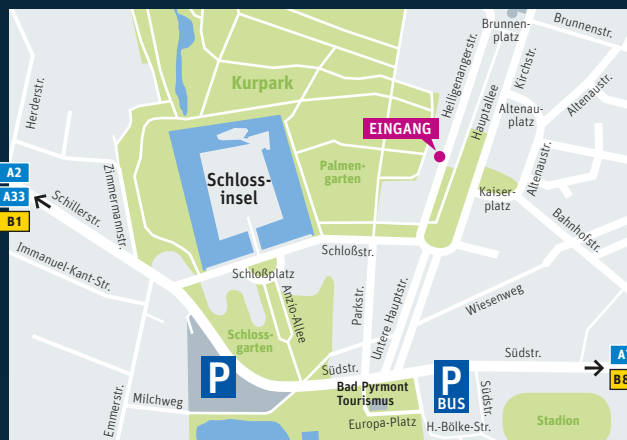 Brunnen-
platz
Brunnenstr.
Heiligenangerstr.
Kirchstr.
Kurpark
Herderstr.
Hauptallee
Altenau-
platz
Altenaustr.
EINGANG
Altenaustr.
A2
A33
B1
Schillerstr.
Zimmermannstr.
Schloss-
insel
Palmen-
garten
Kaiser-
platz
Bahnhofstr.
Immanuel-Kant-Str.
Schloßstr.
Schloßplatz
Anzio-Allee
Parkstr.
Untere Hauptstr.
Wiesenweg
Schloss-
garten
P
Südstr.
Südstr.
Bad Pyrmont
Tourismus
P
BUS
Südstr.
Emmerstr.
Milchweg
Europa-Platz
H.-Bölke-Str.
Stadion